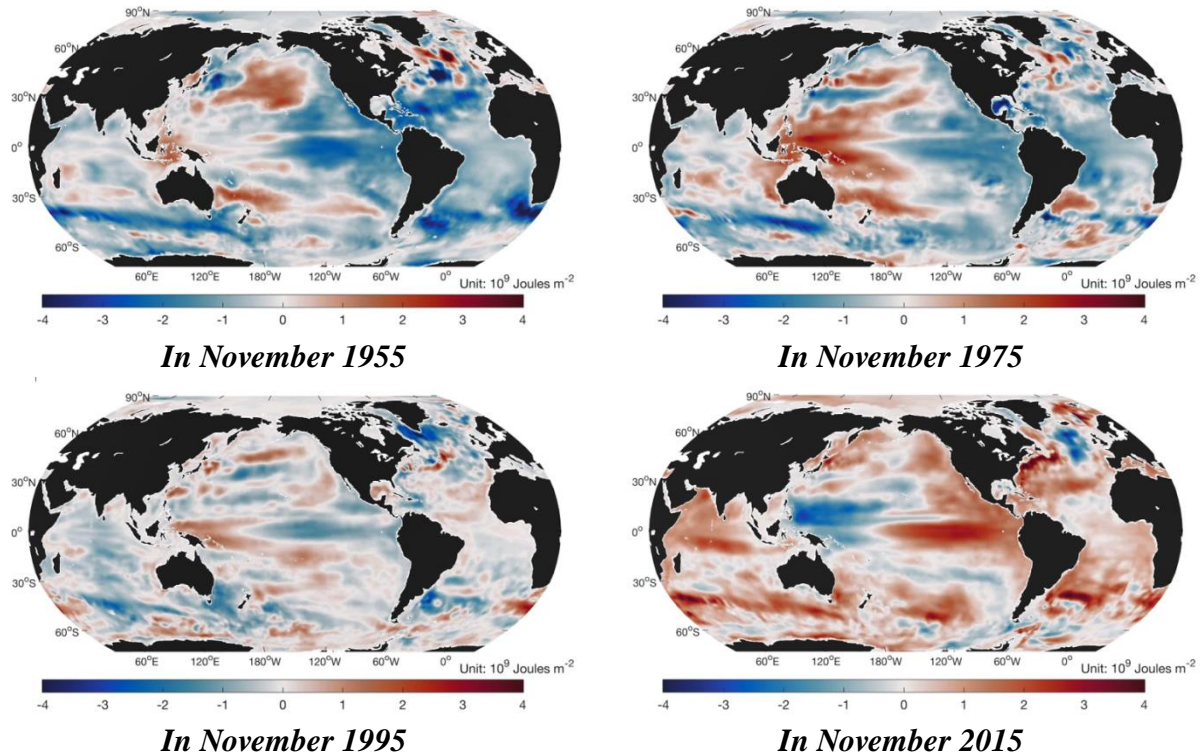 90°N
60°N
30°N
0°
30°S
60°S
60°E 120°E 180°W 120°W 60°W 0°
Unit: 10⁹ Joules m⁻²
-4 -3 -2 -1 0 1 2 3 4
In November 1955
90°N
60°N
30°N
0°
30°S
60°S
60°E 120°E 180°W 120°W 60°W 0°
Unit: 10⁹ Joules m⁻²
-4 -3 -2 -1 0 1 2 3 4
In November 1975
90°N
60°N
30°N
0°
30°S
60°S
60°E 120°E 180°W 120°W 60°W 0°
Unit: 10⁹ Joules m⁻²
-4 -3 -2 -1 0 1 2 3 4
In November 1995
90°N
60°N
30°N
0°
30°S
60°S
60°E 120°E 180°W 120°W 60°W 0°
Unit: 10⁹ Joules m⁻²
-4 -3 -2 -1 0 1 2 3 4
In November 2015